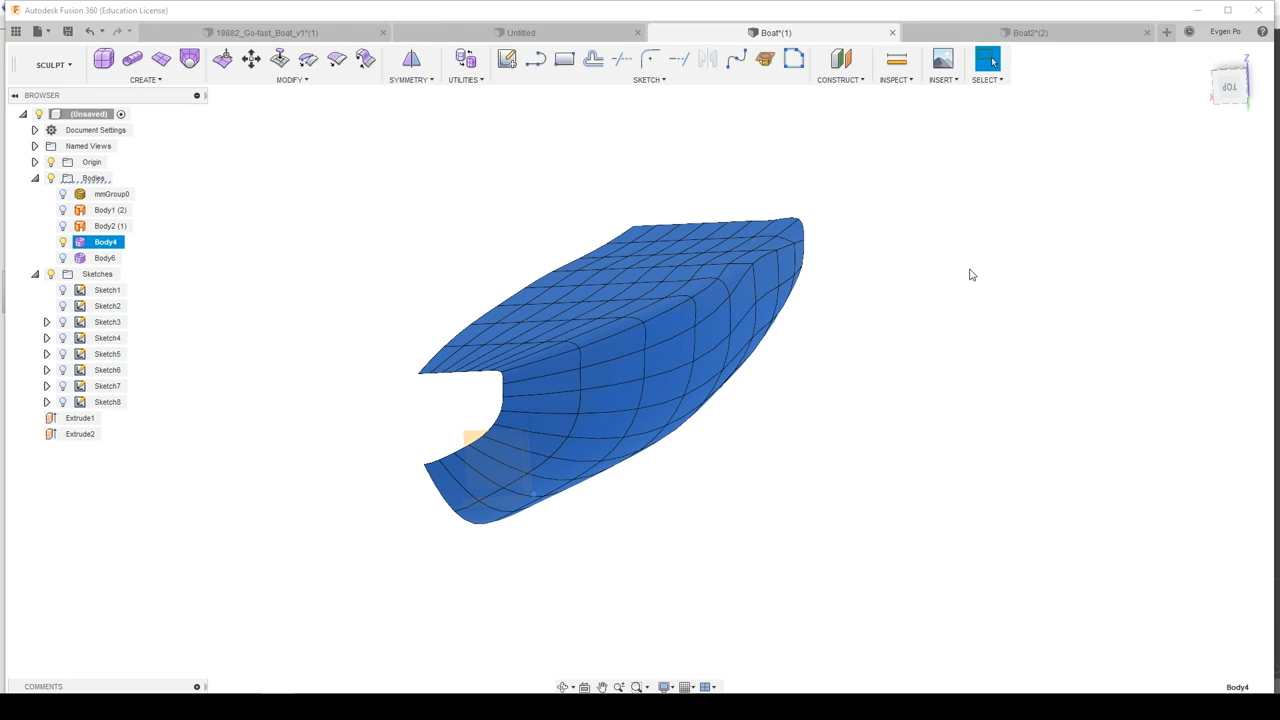 Autodesk Fusion 360 (Education License)
19882_Go-fast_Boat_v1*(1)
Untitled
Boat*(1)
Boat2*(2)
Evgen Po
SCULPT
CREATE
MODIFY
SYMMETRY
UTILITIES
SKETCH
CONSTRUCT
INSPECT
INSERT
SELECT
BROWSER
TOP
Z
(Unsaved)
Document Settings
Named Views
Origin
Bodies
mmGroup0
Body1 (2)
Body2 (1)
Body4
Body6
Sketches
Sketch1
Sketch2
Sketch3
Sketch4
Sketch5
Sketch6
Sketch7
Sketch8
Extrude1
Extrude2
COMMENTS
Body4